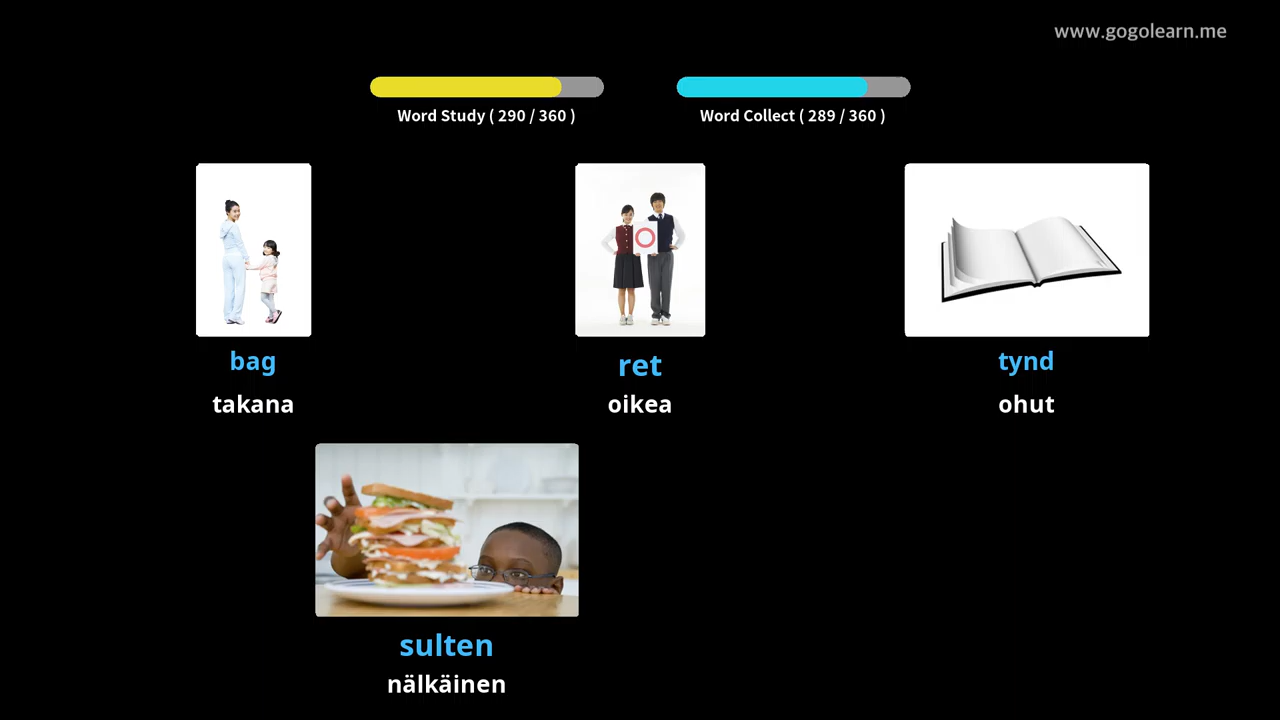 www.gogolearn.me
Word Study ( 290 / 360 )
Word Collect ( 289 / 360 )
bag
ret
tynd
takana
oikea
ohut
sulten
nälkäinen